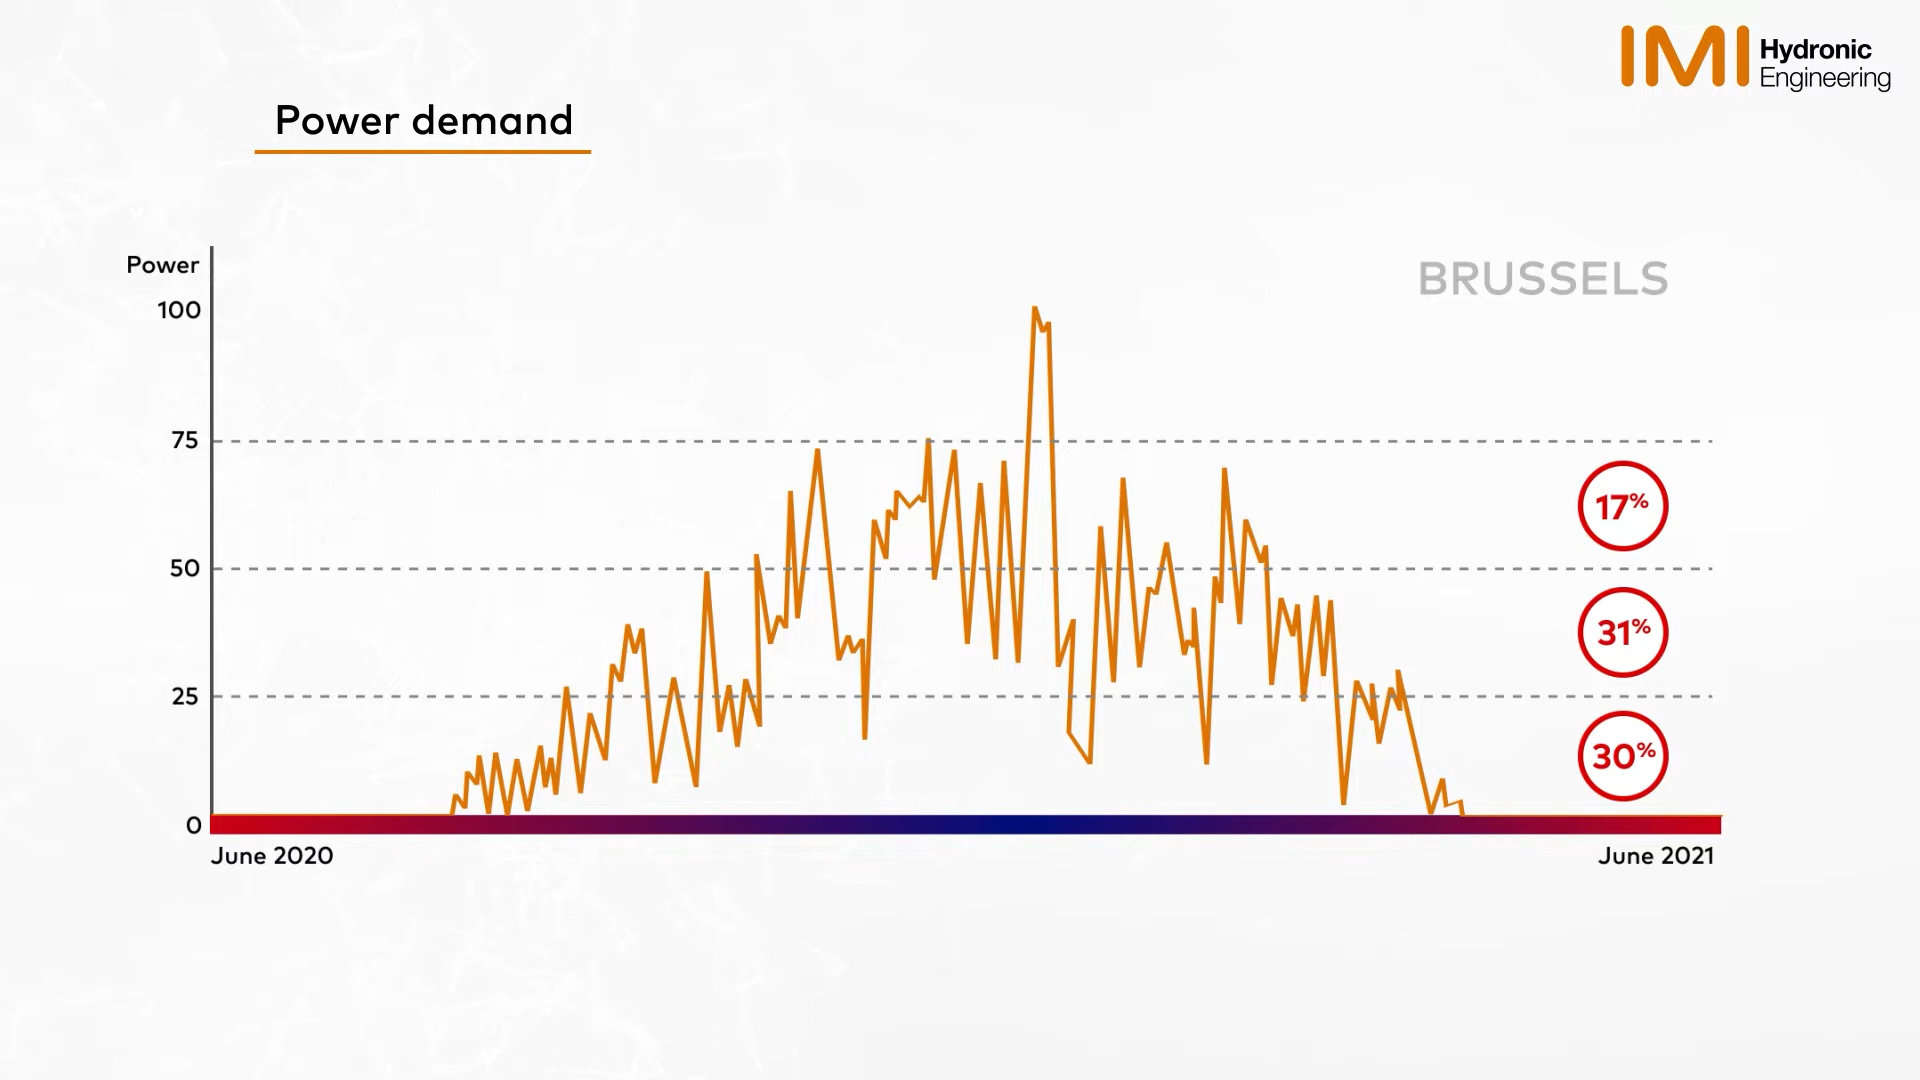 IMI Hydronic
Engineering
Power demand
Power
BRUSSELS
100
75
17%
50
31%
25
30%
0
June 2020
June 2021